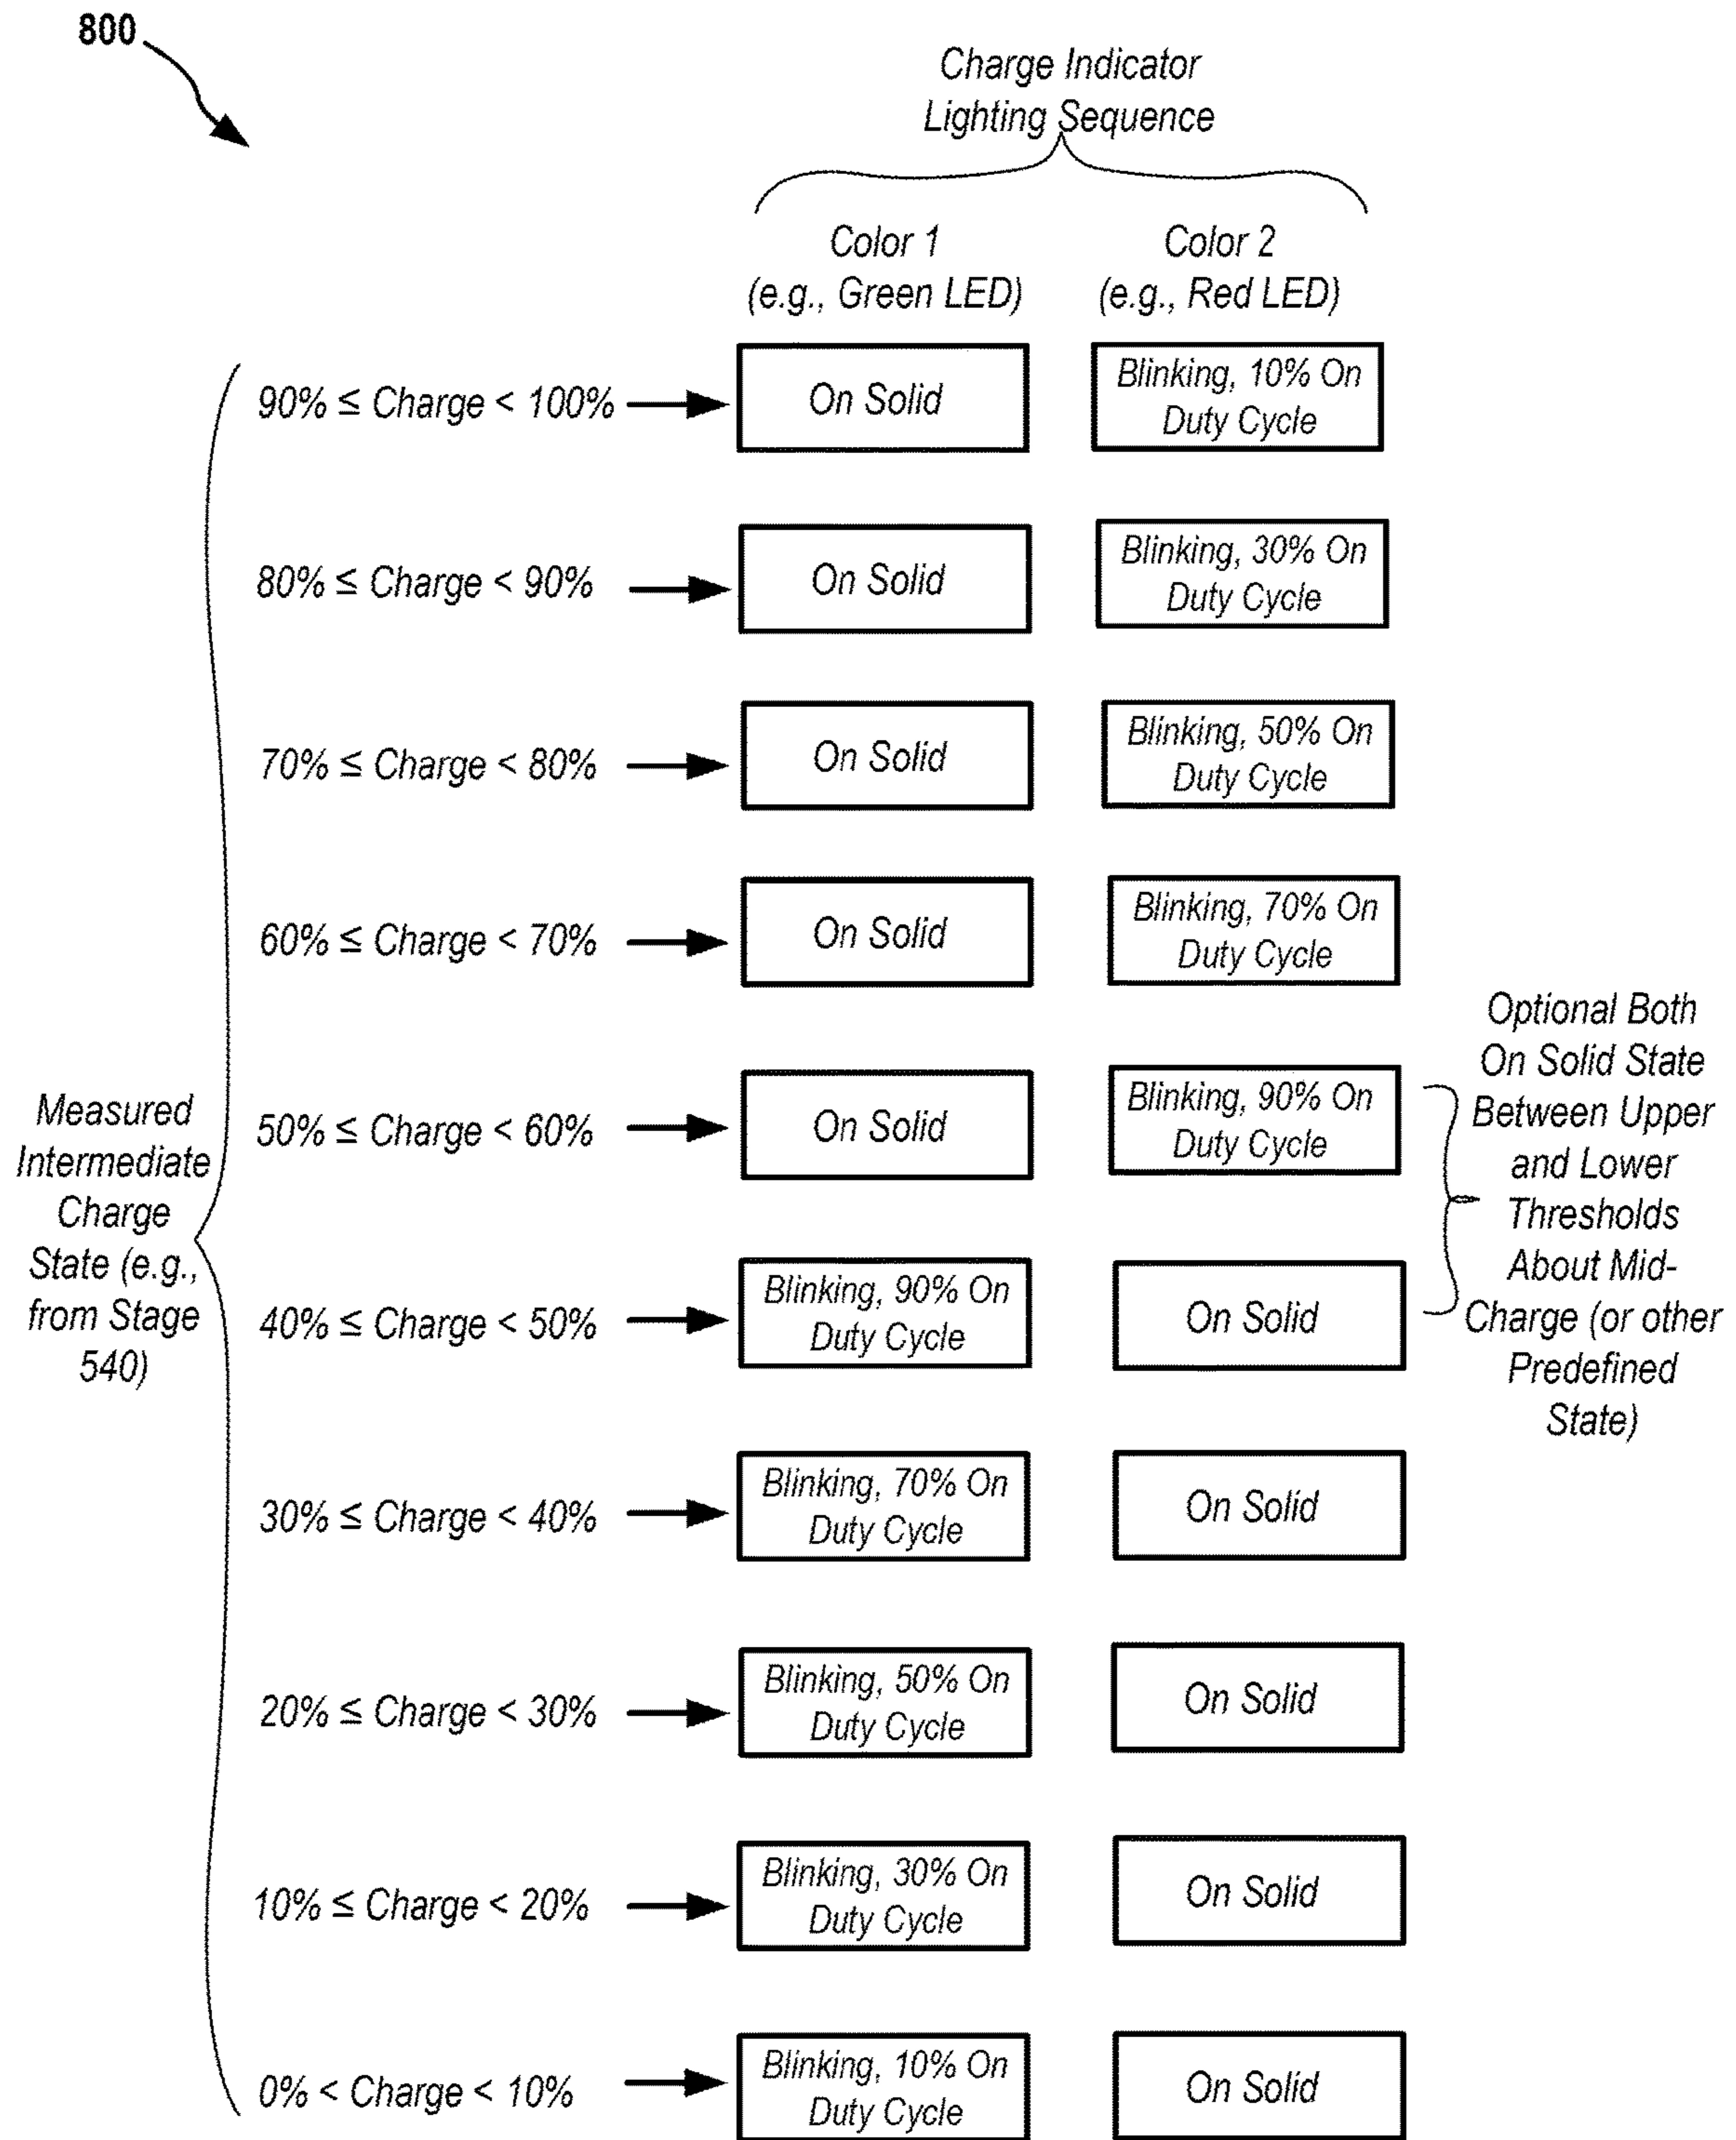 800
Charge Indicator
Lighting Sequence
Color 1
(e.g., Green LED)
Color 2
(e.g., Red LED)
90% ≤ Charge < 100%
On Solid
Blinking, 10% On
Duty Cycle
80% ≤ Charge < 90%
On Solid
Blinking, 30% On
Duty Cycle
70% ≤ Charge < 80%
On Solid
Blinking, 50% On
Duty Cycle
60% ≤ Charge < 70%
On Solid
Blinking, 70% On
Duty Cycle
50% ≤ Charge < 60%
On Solid
Blinking, 90% On
Duty Cycle
40% ≤ Charge < 50%
Blinking, 90% On
Duty Cycle
On Solid
30% ≤ Charge < 40%
Blinking, 70% On
Duty Cycle
On Solid
20% ≤ Charge < 30%
Blinking, 50% On
Duty Cycle
On Solid
10% ≤ Charge < 20%
Blinking, 30% On
Duty Cycle
On Solid
0% < Charge < 10%
Blinking, 10% On
Duty Cycle
On Solid
Measured
Intermediate
Charge
State (e.g.,
from Stage
540)
Optional Both
On Solid State
Between Upper
and Lower
Thresholds
About Mid-
Charge (or other
Predefined
State)